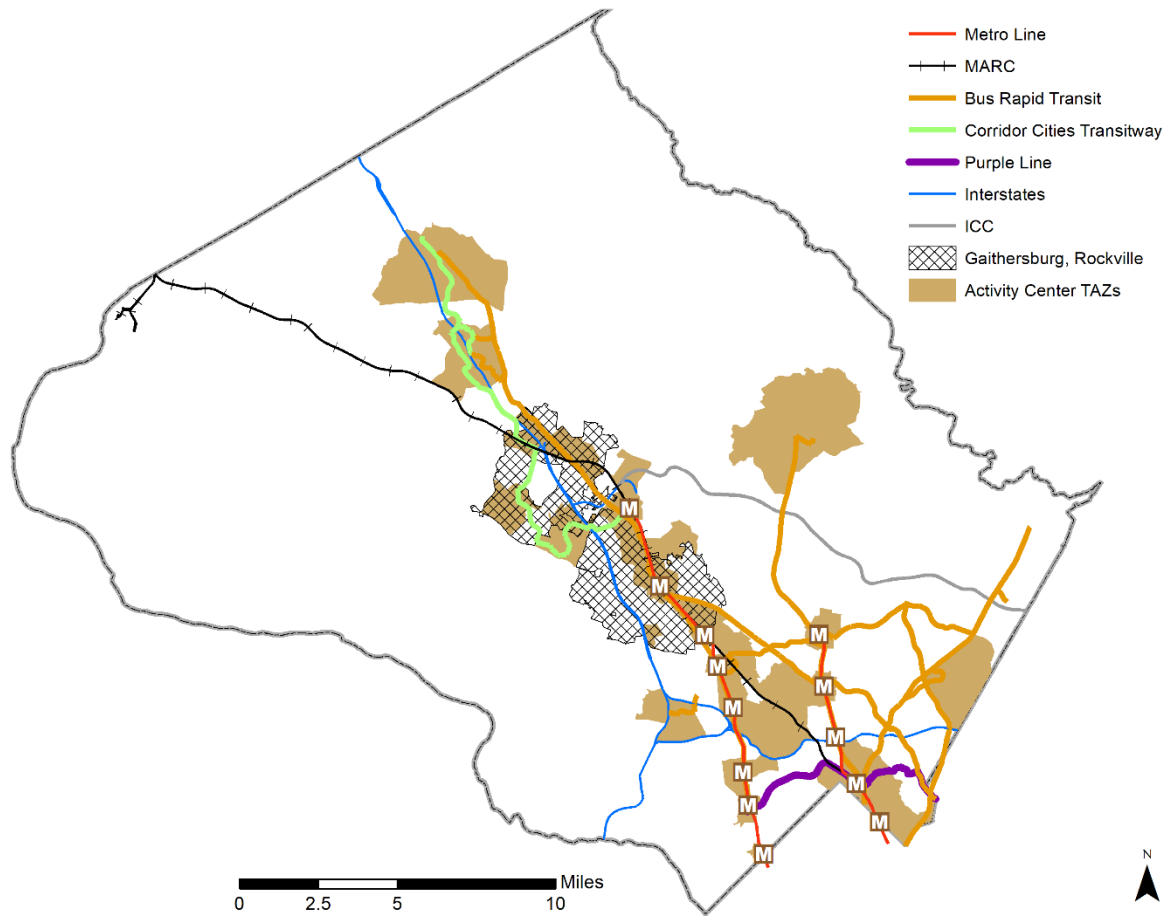 Metro Line
MARC
Bus Rapid Transit
Corridor Cities Transitway
Purple Line
Interstates
ICC
Gaithersburg, Rockville
Activity Center TAZs
M
M
M
M
M
M
M
M
M
M
M
M
M
Miles
0 2.5 5 10
N